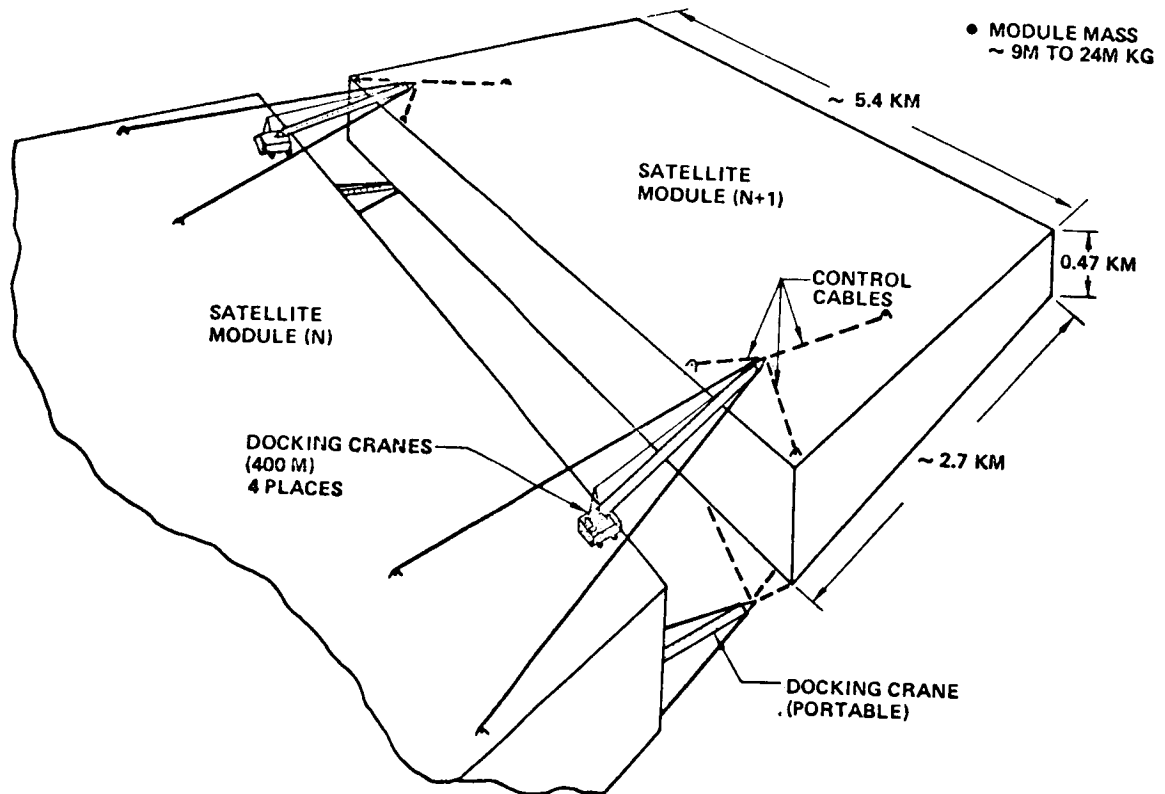 ● MODULE MASS
~ 9M TO 24M KG
~ 5.4 KM
SATELLITE
MODULE (N+1)
0.47 KM
CONTROL
CABLES
SATELLITE
MODULE (N)
DOCKING CRANES
(400 M)
4 PLACES
~ 2.7 KM
DOCKING CRANE
(PORTABLE)